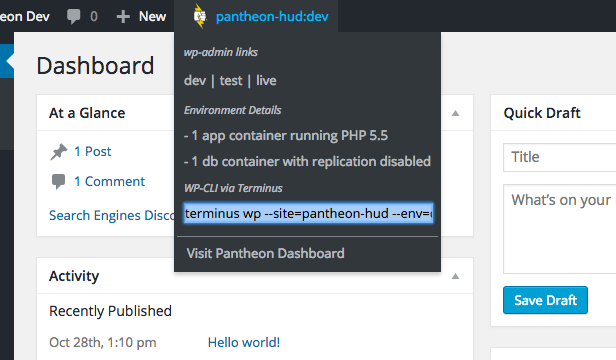 eon Dev 0 + New pantheon-hud:dev
Dashboard
wp-admin links
dev | test | live
Environment Details
- 1 app container running PHP 5.5
- 1 db container with replication disabled
WP-CLI via Terminus
terminus wp --site=pantheon-hud --env=
Visit Pantheon Dashboard
At a Glance
1 Post
1 Comment
Search Engines Disco
Activity
Recently Published
Oct 28th, 1:10 pm Hello world!
Quick Draft
Title
What's on your
Save Draft